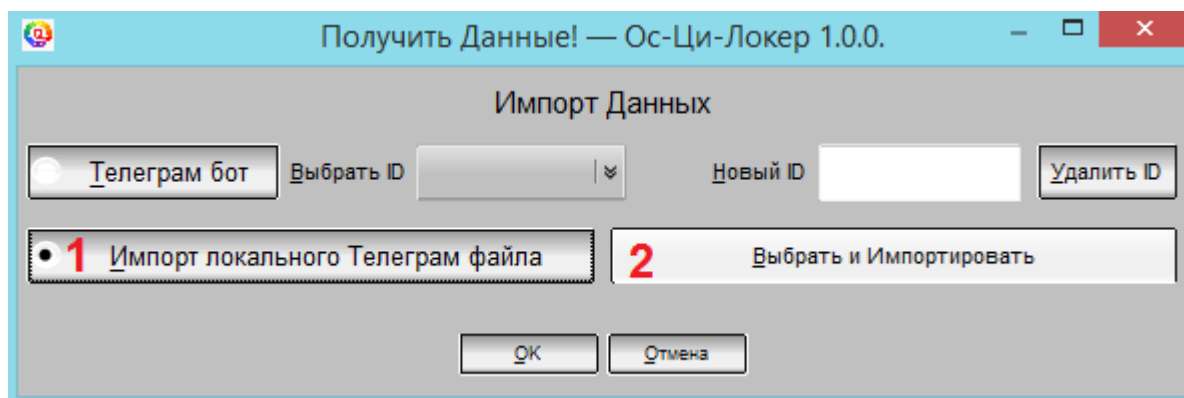 Получить Данные! — Ос-Ци-Локер 1.0.0.
Импорт Данных
Телеграм бот Выбрать ID Новый ID Удалить ID
1 Импорт локального Телеграм файла 2 Выбрать и Импортировать
OK Отмена